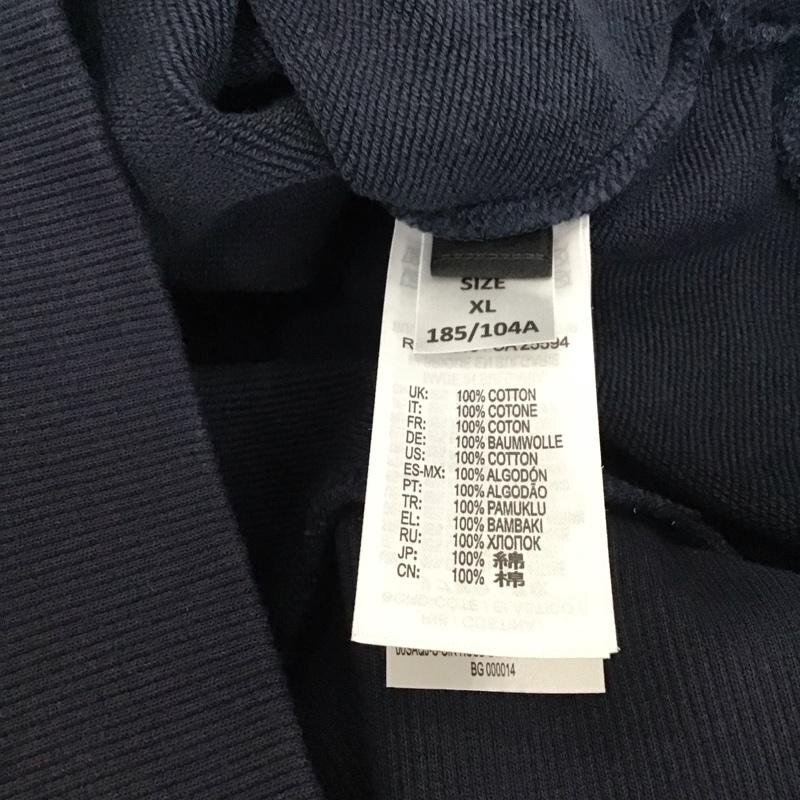 SIZE
XL
185/104A
25594
UK: 100% COTTON
IT: 100% COTONE
FR: 100% COTON
DE: 100% BAUMWOLLE
US: 100% COTTON
ES-MX: 100% ALGODÓN
PT: 100% ALGODÃO
TR: 100% PAMUKLU
EL: 100% BAMBAKI
RU: 100% ХЛОПОК
JP: 100% 綿
CN: 100% 棉
BG 000014